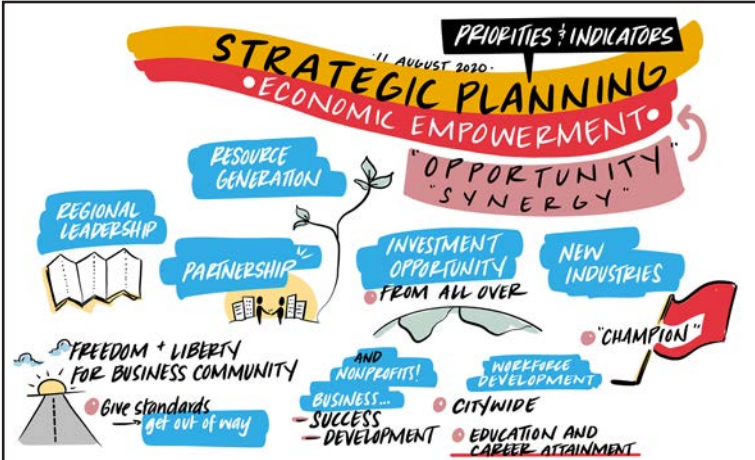 PRIORITIES & INDICATORS
· 11 AUGUST 2020 ·
STRATEGIC PLANNING
• ECONOMIC EMPOWERMENT •
"OPPORTUNITY"
"SYNERGY"
RESOURCE
GENERATION
REGIONAL
LEADERSHIP
PARTNERSHIP
INVESTMENT
OPPORTUNITY
FROM ALL OVER
NEW
INDUSTRIES
"CHAMPION"
FREEDOM + LIBERTY
FOR BUSINESS COMMUNITY
Give standards
→ get out of way
AND
NONPROFITS!
BUSINESS...
- SUCCESS
- DEVELOPMENT
WORKFORCE
DEVELOPMENT
CITYWIDE
EDUCATION AND
CAREER ATTAINMENT